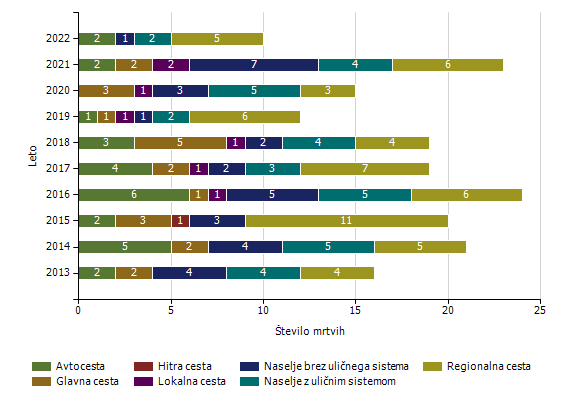 2022 2 1 2 5
2021 2 2 2 7 4 6
2020 3 1 3 5 3
2019 1 1 1 1 2 6
2018 3 5 1 2 4 4
2017 4 2 1 2 3 7
2016 6 1 1 5 5 6
2015 2 3 1 3 11
2014 5 2 4 5 5
2013 2 2 4 4 4
Leto
0 5 10 15 20 25
Število mrtvih
Avtocesta Hitra cesta Naselje brez uličnega sistema Regionalna cesta
Glavna cesta Lokalna cesta Naselje z uličnim sistemom